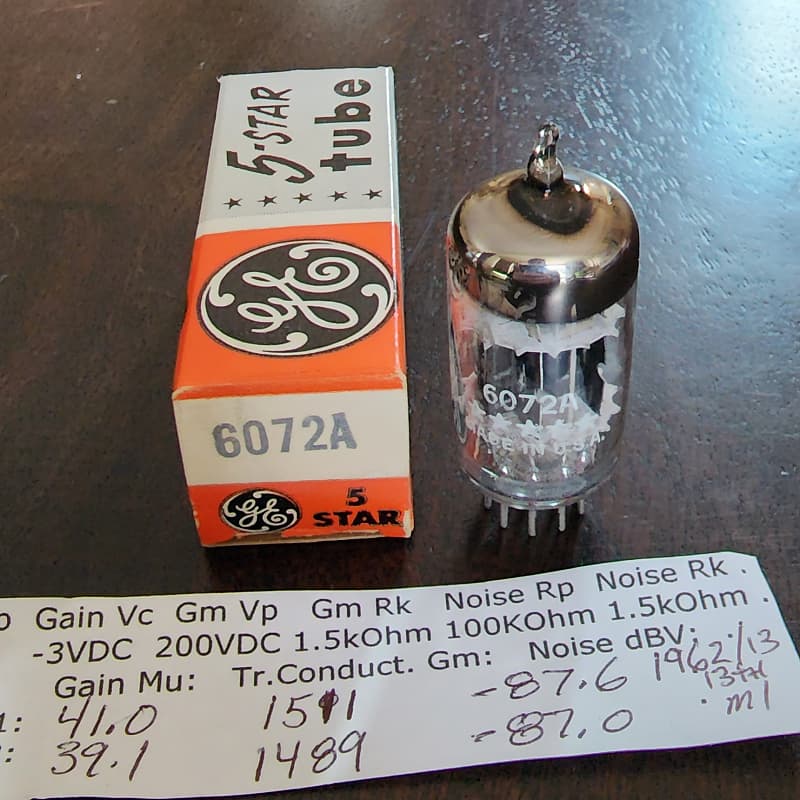 5-STAR
tube
GE
6072A
GE
5
STAR
6072A
MADE IN U.S.A.
Gain Vc Gm Vp Gm Rk Noise Rp Noise Rk .
-3VDC 200VDC 1.5kOhm 100KOhm 1.5kOhm .
Gain Mu: Tr.Conduct. Gm: Noise dBV:
1: 41.0 1511 -87.6 1962/13
39.1 1489 -87.0